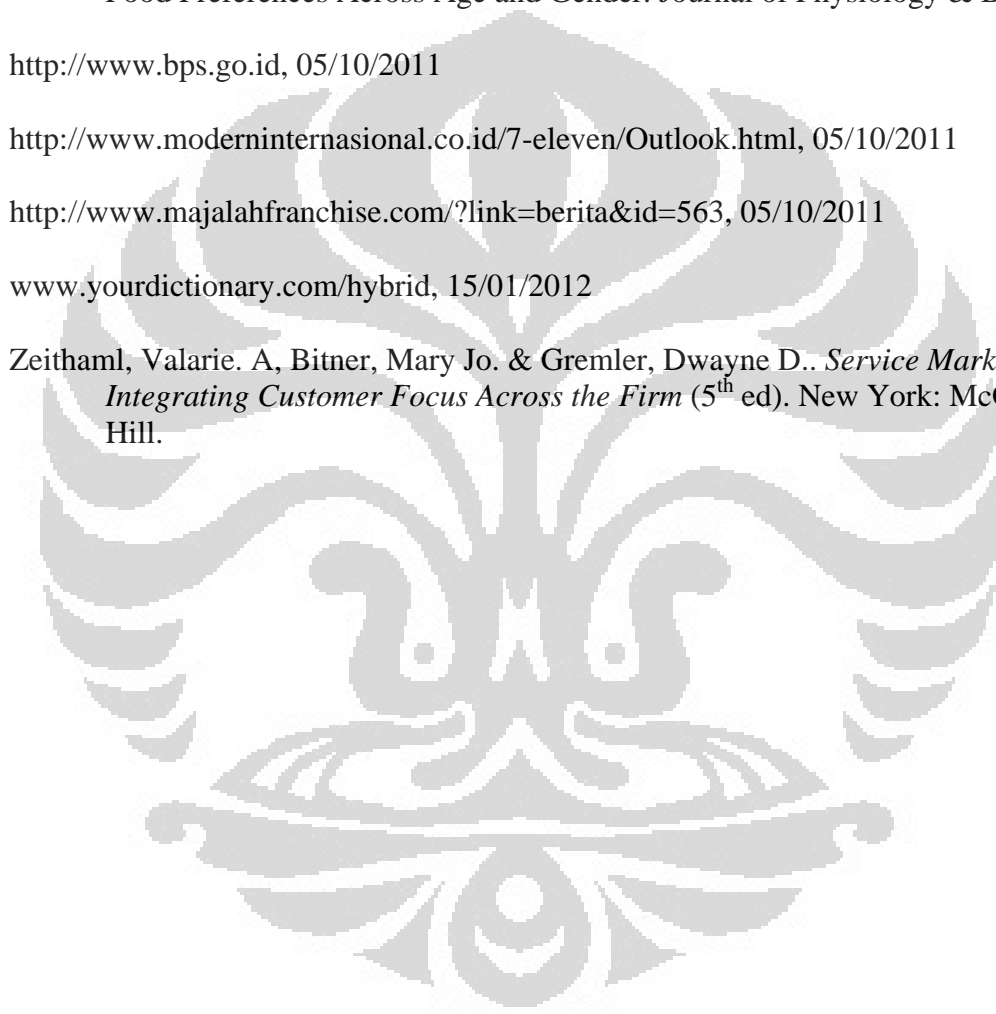 Food Preferences Across Age and Gender. Journal of Physiology &
http://www.bps.go.id, 05/10/2011
http://www.moderninternasional.co.id/7-eleven/Outlook.html, 05/10/2011
http://www.majalahfranchise.com/?link=berita&id=563, 05/10/2011
www.yourdictionary.com/hybrid, 15/01/2012
Zeithaml, Valarie. A, Bitner, Mary Jo. & Gremler, Dwayne D.. Service Mark
Integrating Customer Focus Across the Firm (5th ed). New York: Mc
Hill.